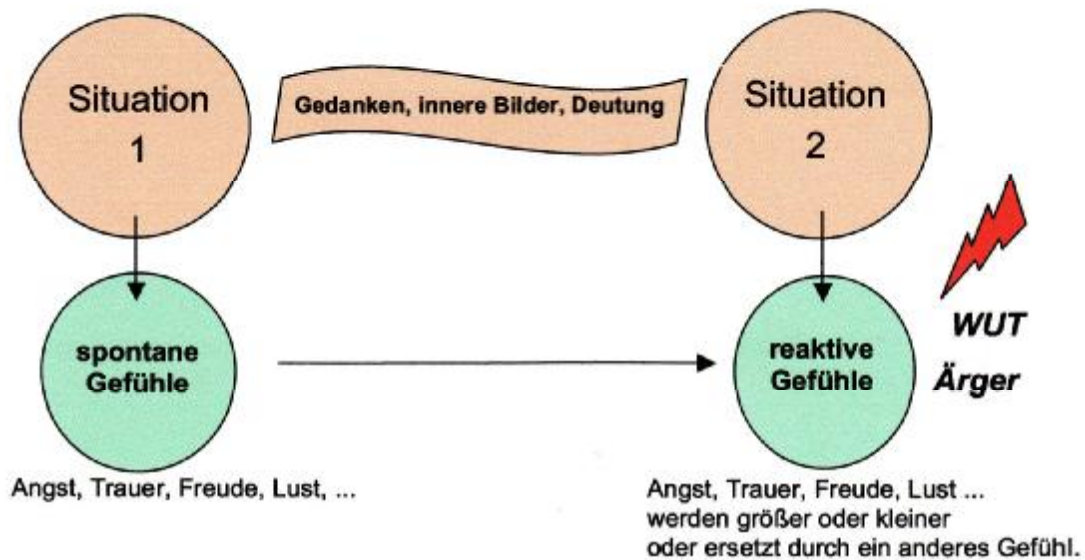 Situation
1
Gedanken, innere Bilder, Deutung
Situation
2
spontane
Gefühle
reaktive
Gefühle
WUT
Ärger
Angst, Trauer, Freude, Lust, ...
Angst, Trauer, Freude, Lust ...
werden größer oder kleiner
oder ersetzt durch ein anderes Gefühl.